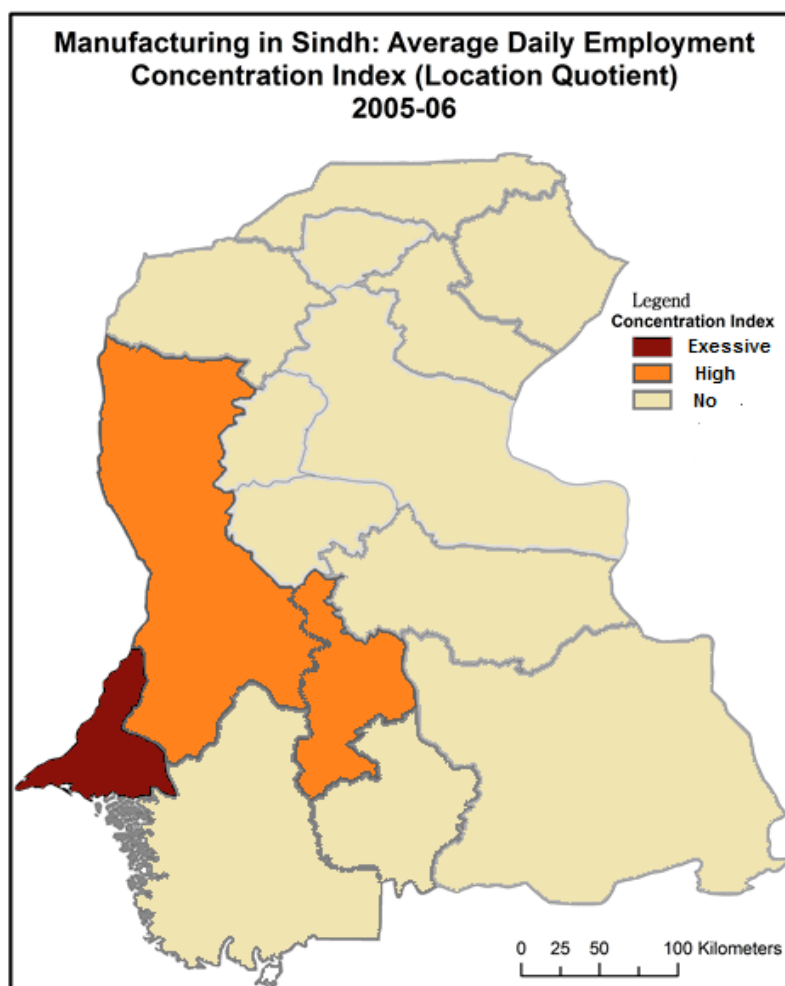 Manufacturing in Sindh: Average Daily Employment
Concentration Index (Location Quotient)
2005-06
Legend
Concentration Index
Exessive
High
No
0 25 50 100 Kilometers